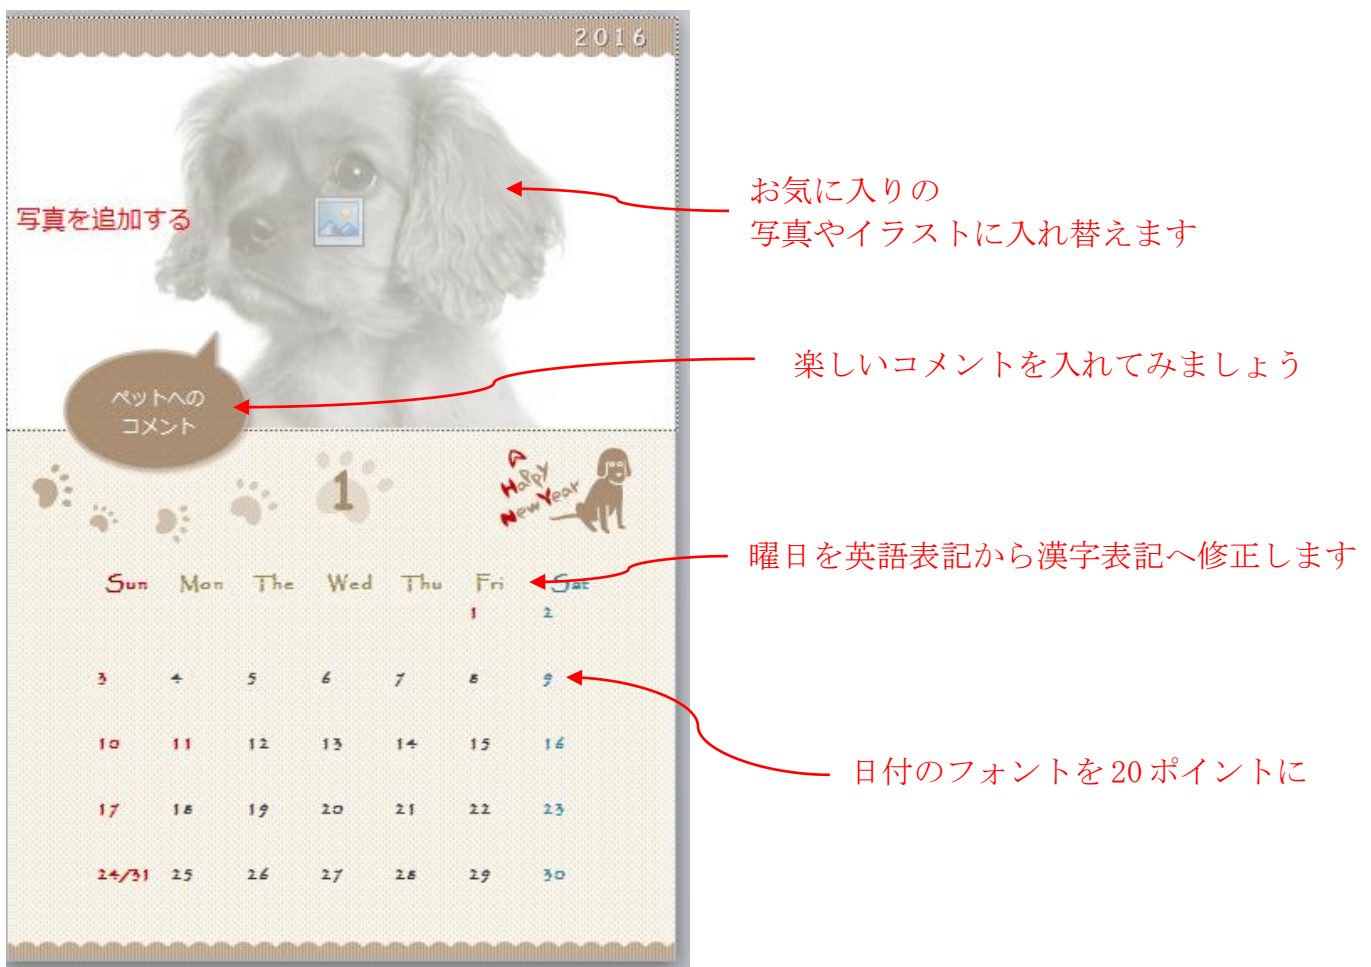 2016
写真を追加する
お気に入りの
写真やイラストに入れ替えます
楽しいコメントを入れてみましょう
ペットへの
コメント
1
A
Happy
New Year
曜日を英語表記から漢字表記へ修正します
Sun Mon The Wed Thu Fri Sat
1 2
3 4 5 6 7 8 9
10 11 12 13 14 15 16
日付のフォントを20ポイントに
17 18 19 20 21 22 23
24/31 25 26 27 28 29 30